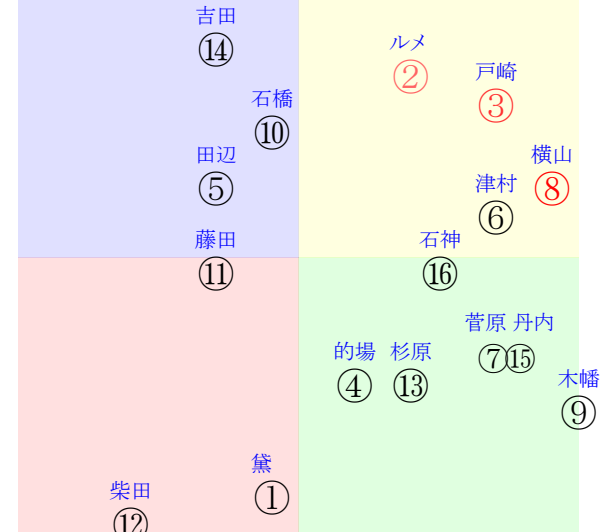 吉田
⑭
ルメ
②
戸崎
③
石橋
⑩
田辺
⑤
横山
⑧
津村
⑥
藤田
⑪
石神
⑯
菅原 丹内
⑦⑮
的場 杉原
④ ⑬
木幡
⑨
黛
①
柴田
⑫